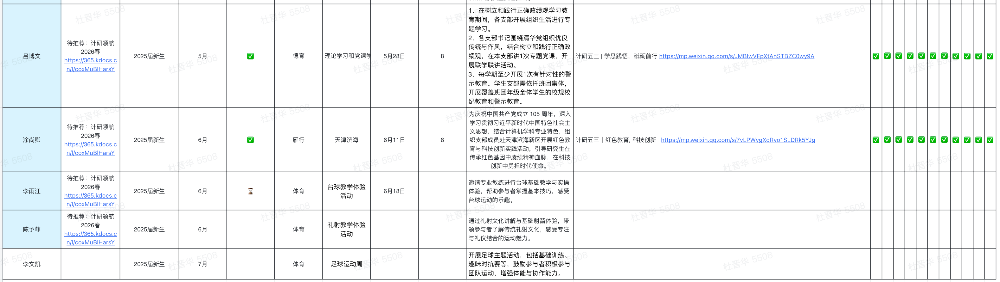 吕博文
待推荐：计研领航
2026春
https://365.kdocs.c
n/l/coxMuBlHarsY
2025届新生
5月
✅
德育
理论学习和党课学
5月28日
8
1、在树立和践行正确政绩观学习教
育期间，各支部开展组织生活进行专
题学习。
2、各支部书记围绕清华党组织优良
传统与作风，结合树立和践行正确政
绩观，在本支部讲1次专题党课，开
展联学联讲活动。
3、每学期至少开展1次有针对性的警
示教育。学生支部需依托班团集体，
开展覆盖班团年级全体学生的校规校
纪教育和警示教育。
计研五三 | 学思践悟，砥砺前行 https://mp.weixin.qq.com/s/JMBIwVFpXtAnSTBZC0wy9A
✅ ✅ ✅ ✅ ✅ ✅ ✅ ✅ ✅ ✅ ✅
涂尚卿
待推荐：计研领航
2026春
https://365.kdocs.c
n/l/coxMuBlHarsY
2025届新生
6月
✅
雁行
天津滨海
6月11日
8
为庆祝中国共产党成立 105 周年，深入
学习贯彻习近平新时代中国特色社会主
义思想，结合计算机学科专业特色，组
织支部成员赴天津滨海新区开展红色教
育与科技创新实践活动，引导研究生在
传承红色基因中赓续精神血脉，在科技
创新中勇担时代使命。
计研五三｜红色教育, 科技创新 https://mp.weixin.qq.com/s/7vLPWygXdRvo1SLDRk5YJg
✅ ✅ ✅ ✅ ✅ ✅ ✅ ✅ ✅ ✅ ✅
李雨江
待推荐：计研领航
2026春
https://365.kdocs.c
n/l/coxMuBlHarsY
2025届新生
6月
⌛
体育
台球教学体验
活动
6月18日
邀请专业教练进行台球基础教学与实操
体验，帮助参与者掌握基本技巧，感受
台球运动的乐趣。
陈予菲
待推荐：计研领航
2026春
https://365.kdocs.c
n/l/coxMuBlHarsY
2025届新生
6月
体育
礼射教学体验
活动
通过礼射文化讲解与基础射箭体验，带
领参与者了解传统礼射文化，感受专注
与礼仪结合的运动魅力。
李文凯
2025届新生
7月
体育
足球运动周
开展足球主题活动，包括基础训练、
趣味对抗赛等，鼓励参与者积极参与
团队运动，增强体能与协作能力。
杜晋华 5508